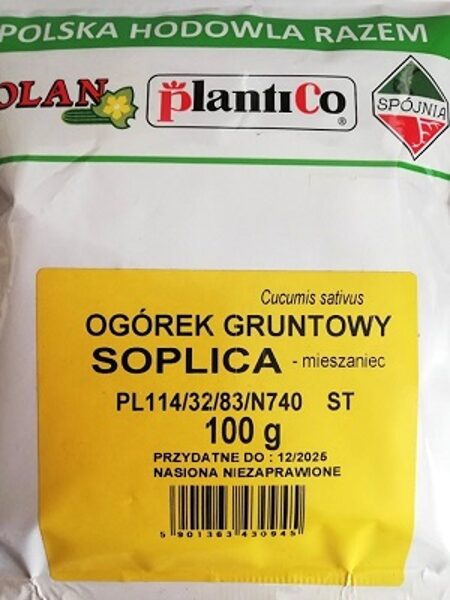 POLSKA HODOWLA RAZEM
OLAN plantiCo ® SPÓJNIA
Cucumis sativus
OGÓREK GRUNTOWY
SOPLICA - mieszaniec
PL114/32/83/N740 ST
100 g
PRZYDATNE DO : 12/2025
NASIONA NIEZAPRAWIONE
5 901383 430945